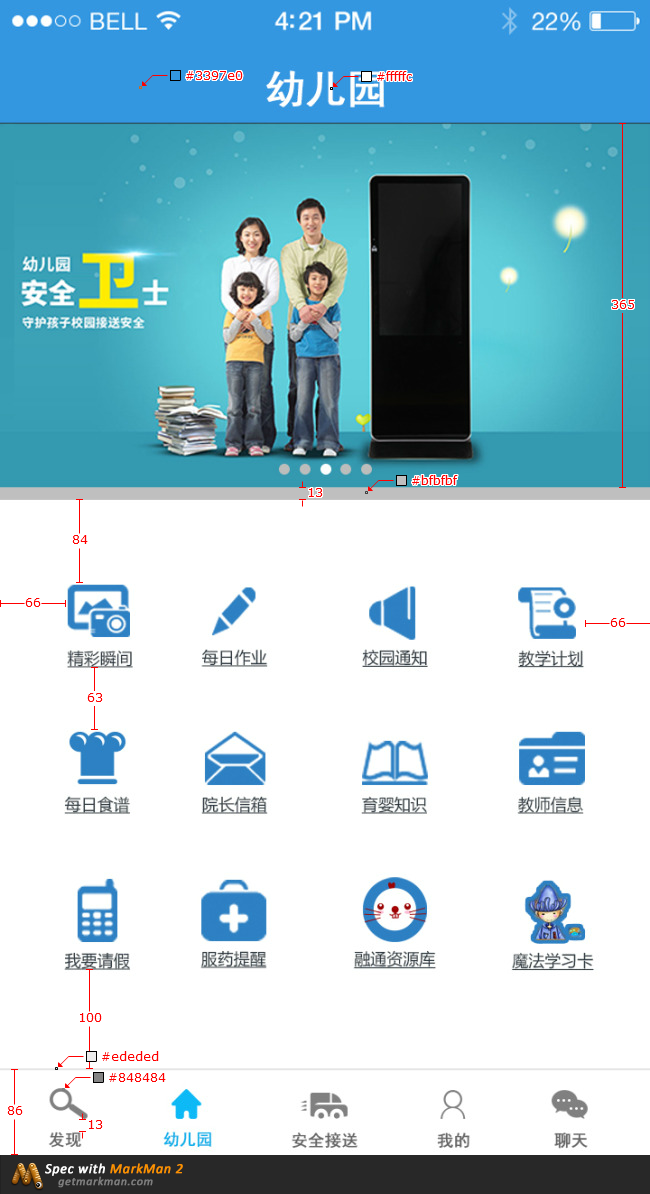 BELL 4:21 PM 22%
#3397e0
幼儿园
#fffffc
幼儿园
安全卫士
守护孩子校园接送安全
365
#bfbfbf
13
84
66
66
精彩瞬间 每日作业 校园通知 教学计划
63
每日食谱 院长信箱 育婴知识 教师信息
我要请假 服药提醒 融通资源库 魔法学习卡
100
#ededed
#848484
86
13
发现 幼儿园 安全接送 我的 聊天
Spec with MarkMan 2
getmarkman.com